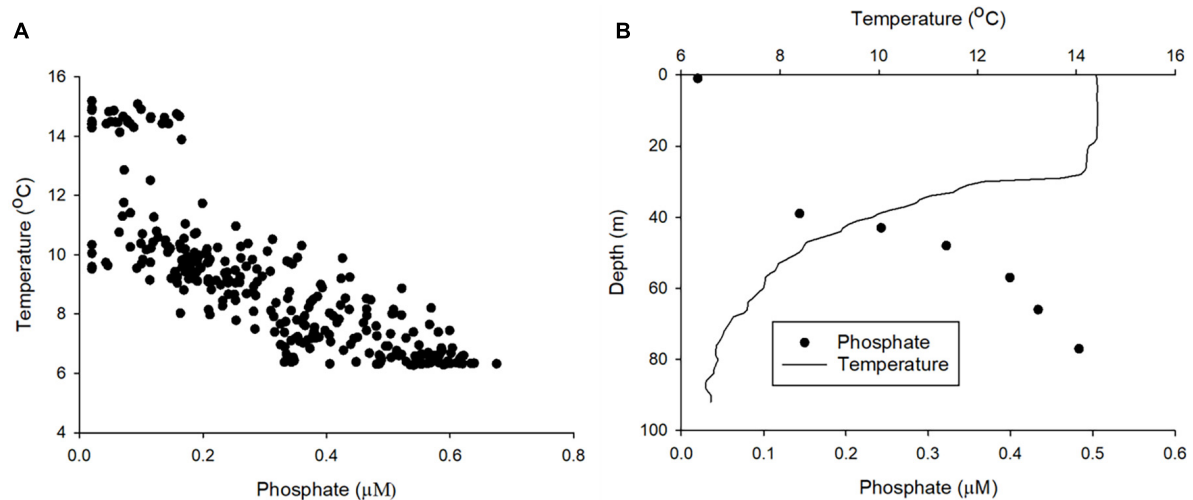 A
16
14
12
10
8
6
4
Temperature (°C)
0.0 0.2 0.4 0.6 0.8
Phosphate (μM)
B
Temperature (°C)
6 8 10 12 14 16
0
20
40
60
80
100
Depth (m)
Phosphate
Temperature
0.0 0.1 0.2 0.3 0.4 0.5 0.6
Phosphate (μM)